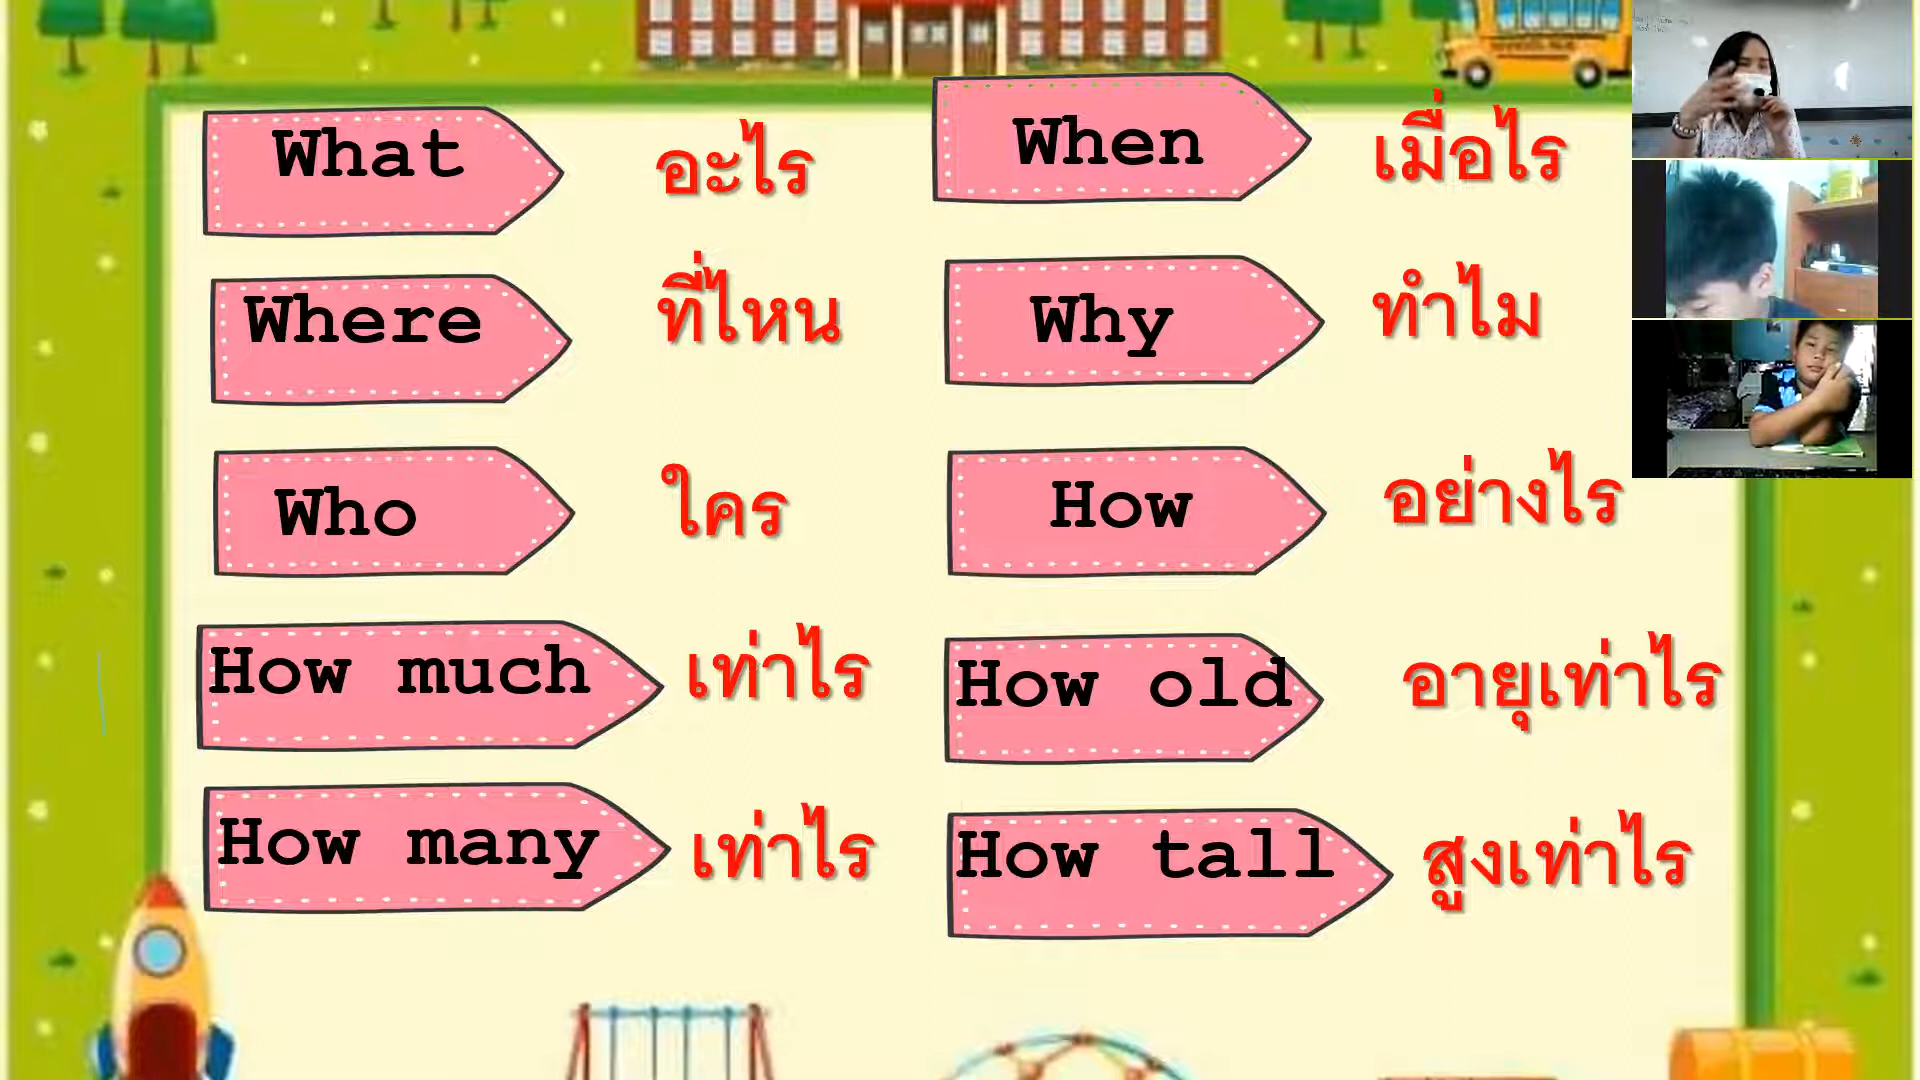 What อะไร
Where ที่ไหน
Who ใคร
How much เท่าไร
How many เท่าไร
When เมื่อไร
Why ทำไม
How อย่างไร
How old อายุเท่าไร
How tall สูงเท่าไร